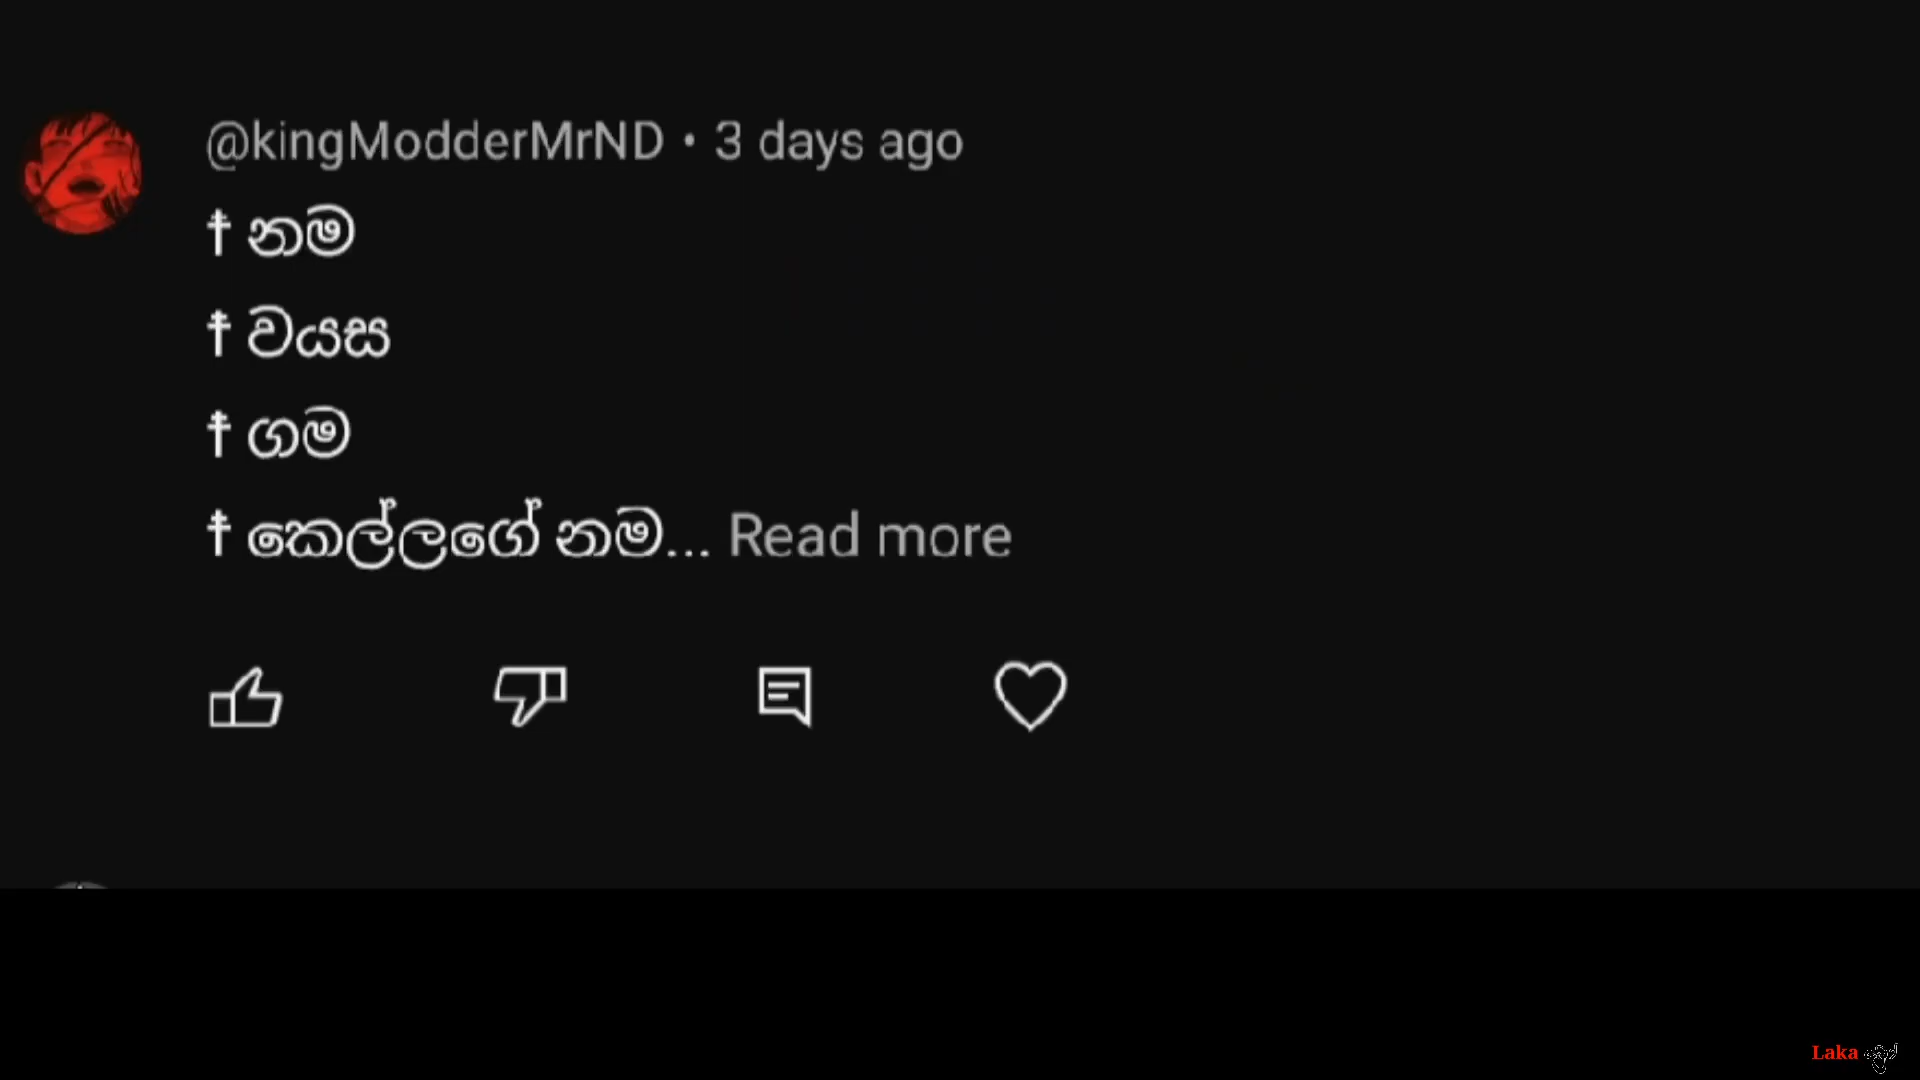 @kingModderMrND • 3 days ago
☨ නම
☨ වයස
☨ ගම
☨ කෙල්ලගේ නම... Read more
Laka